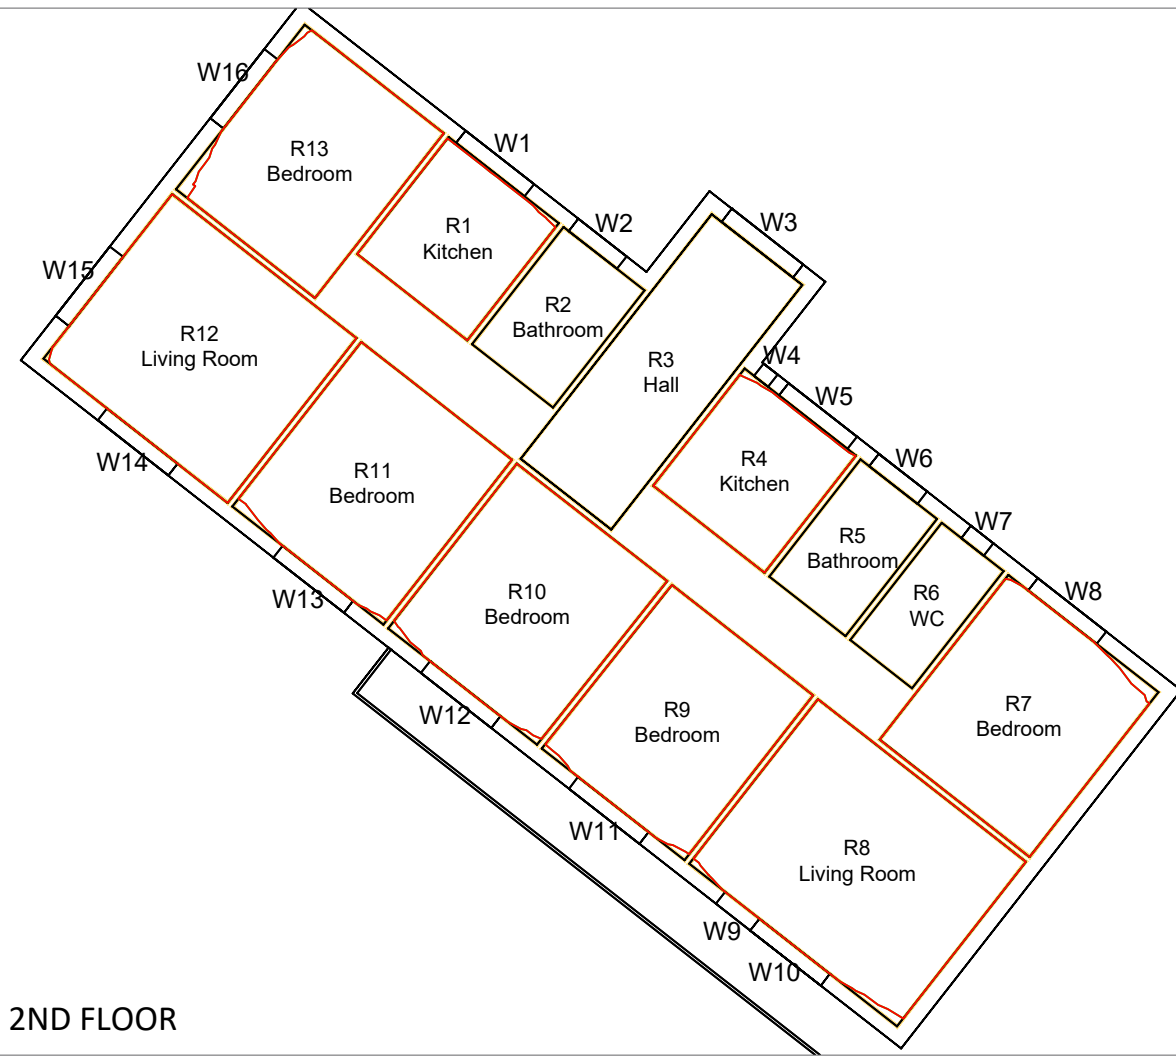 W16
W1
R13
Bedroom
R1
Kitchen
W2
W3
W15
R2
Bathroom
R12
Living Room
R3
Hall
W4
W5
W14
R11
Bedroom
R4
Kitchen
W6
W7
R5
Bathroom
W13
R10
Bedroom
R6
WC
W8
W12
R9
Bedroom
R7
Bedroom
W11
R8
Living Room
W9
W10
2ND FLOOR